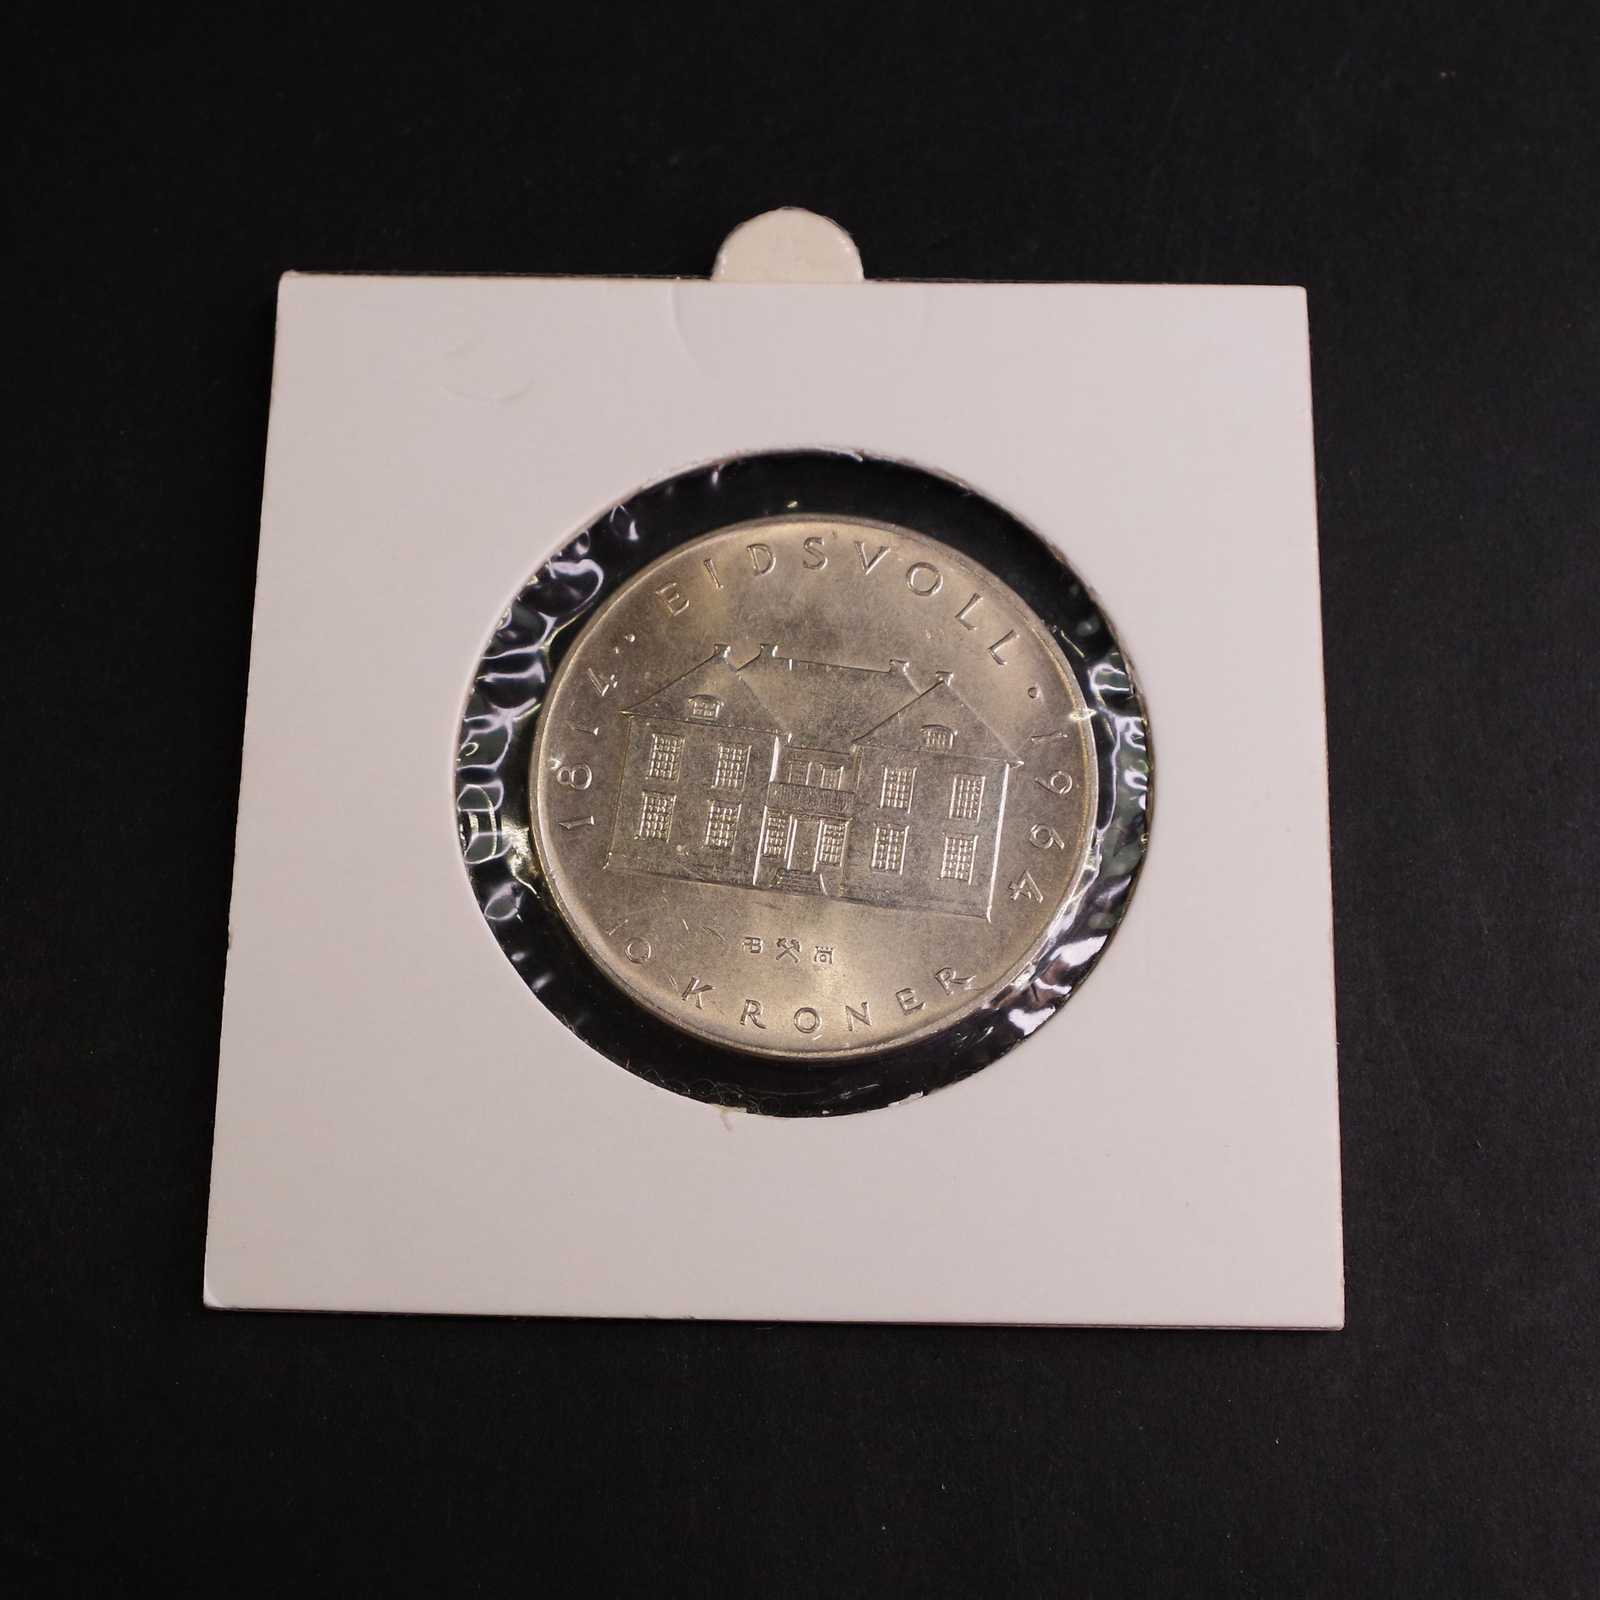 1814 · EIDSVOLL · 1964
B
10 KRONER